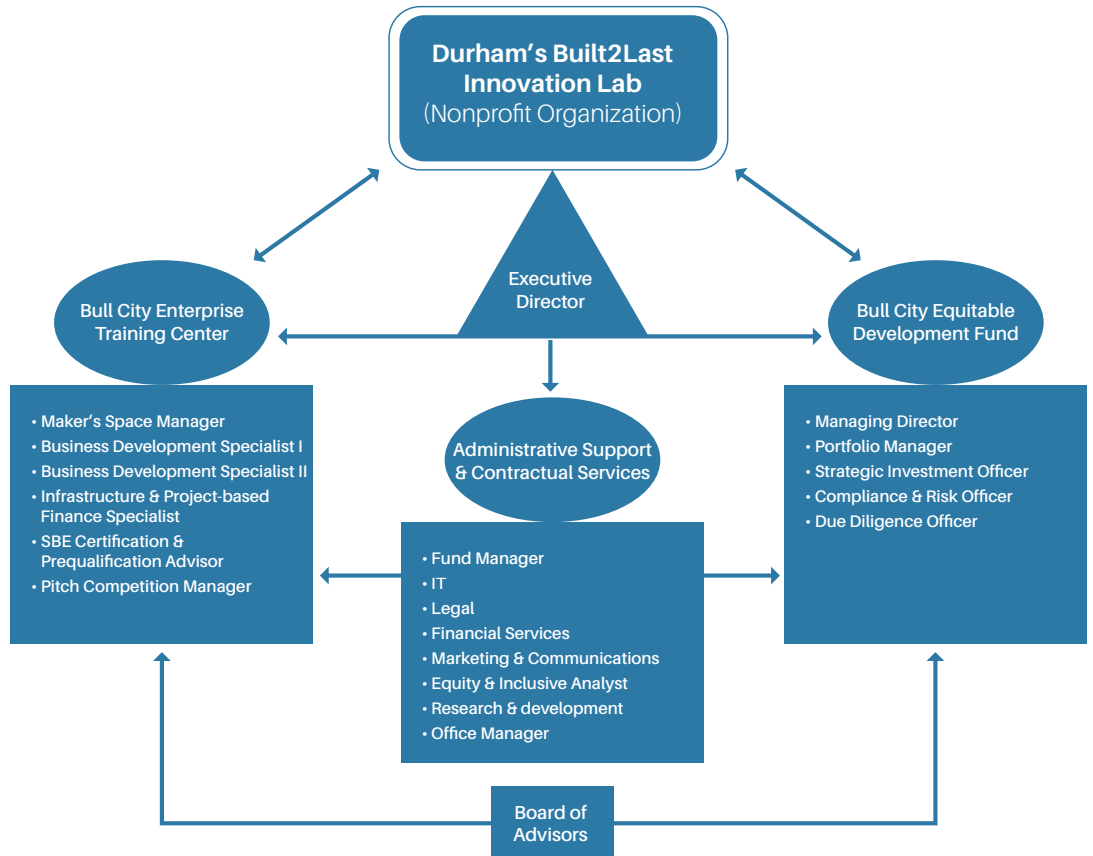 Durham's Built2Last
Innovation Lab
(Nonprofit Organization)
Executive
Director
Bull City Enterprise
Training Center
Bull City Equitable
Development Fund
• Maker's Space Manager
• Business Development Specialist I
• Business Development Specialist II
• Infrastructure & Project-based
Finance Specialist
• SBE Certification &
Prequalification Advisor
• Pitch Competition Manager
Administrative Support
& Contractual Services
• Fund Manager
• IT
• Legal
• Financial Services
• Marketing & Communications
• Equity & Inclusive Analyst
• Research & development
• Office Manager
• Managing Director
• Portfolio Manager
• Strategic Investment Officer
• Compliance & Risk Officer
• Due Diligence Officer
Board of
Advisors